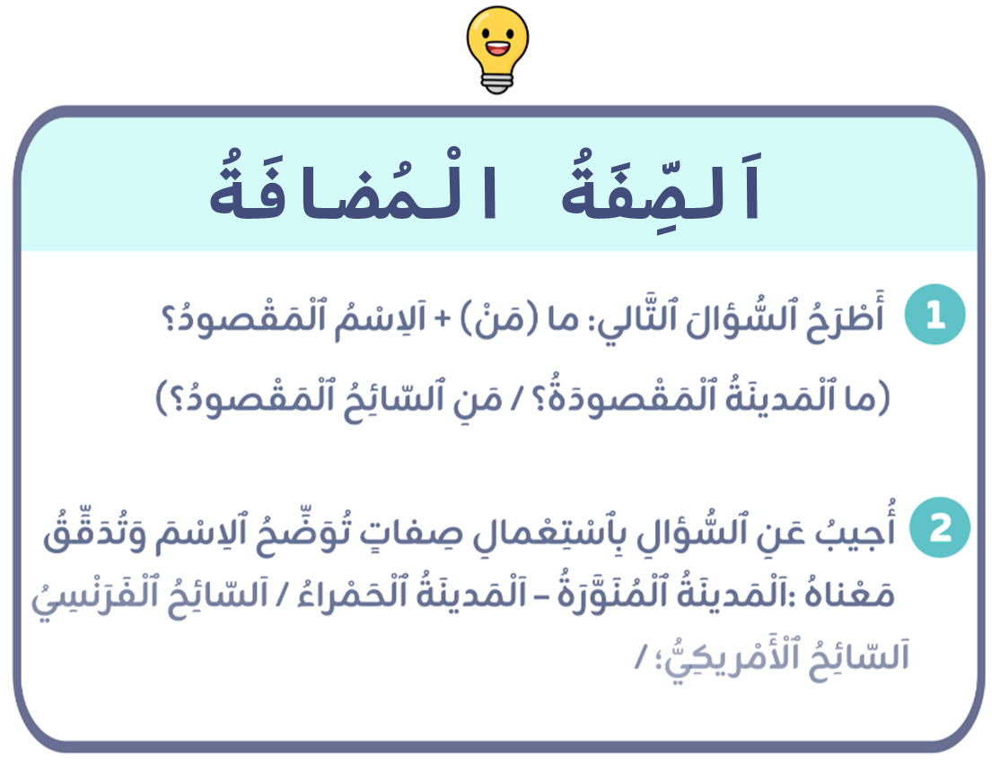 اَلصِّفَةُ الْمُضافَةُ
1 أَطْرَحُ ٱلسُّؤالَ ٱلتَّالي: ما (مَنْ) + اَلِاسْمُ ٱلْمَقْصودُ؟
(ما ٱلْمَدينَةُ ٱلْمَقْصودَةُ؟ / مَنِ ٱلسّائِحُ ٱلْمَقْصودُ؟)
2 أُجيبُ عَنِ ٱلسُّؤالِ بِٱسْتِعْمالِ صِفاتٍ تُوَضِّحُ ٱلِاسْمَ وَتُدَقِّقُ
مَعْناهُ :اَلْمَدينَةُ ٱلْمُنَوَّرَةُ – اَلْمَدينَةُ ٱلْحَمْراءُ / اَلسّائِحُ ٱلْفَرَنْسِيُ
اَلسّائِحُ ٱلْأَمْريكِيُّ؛ /